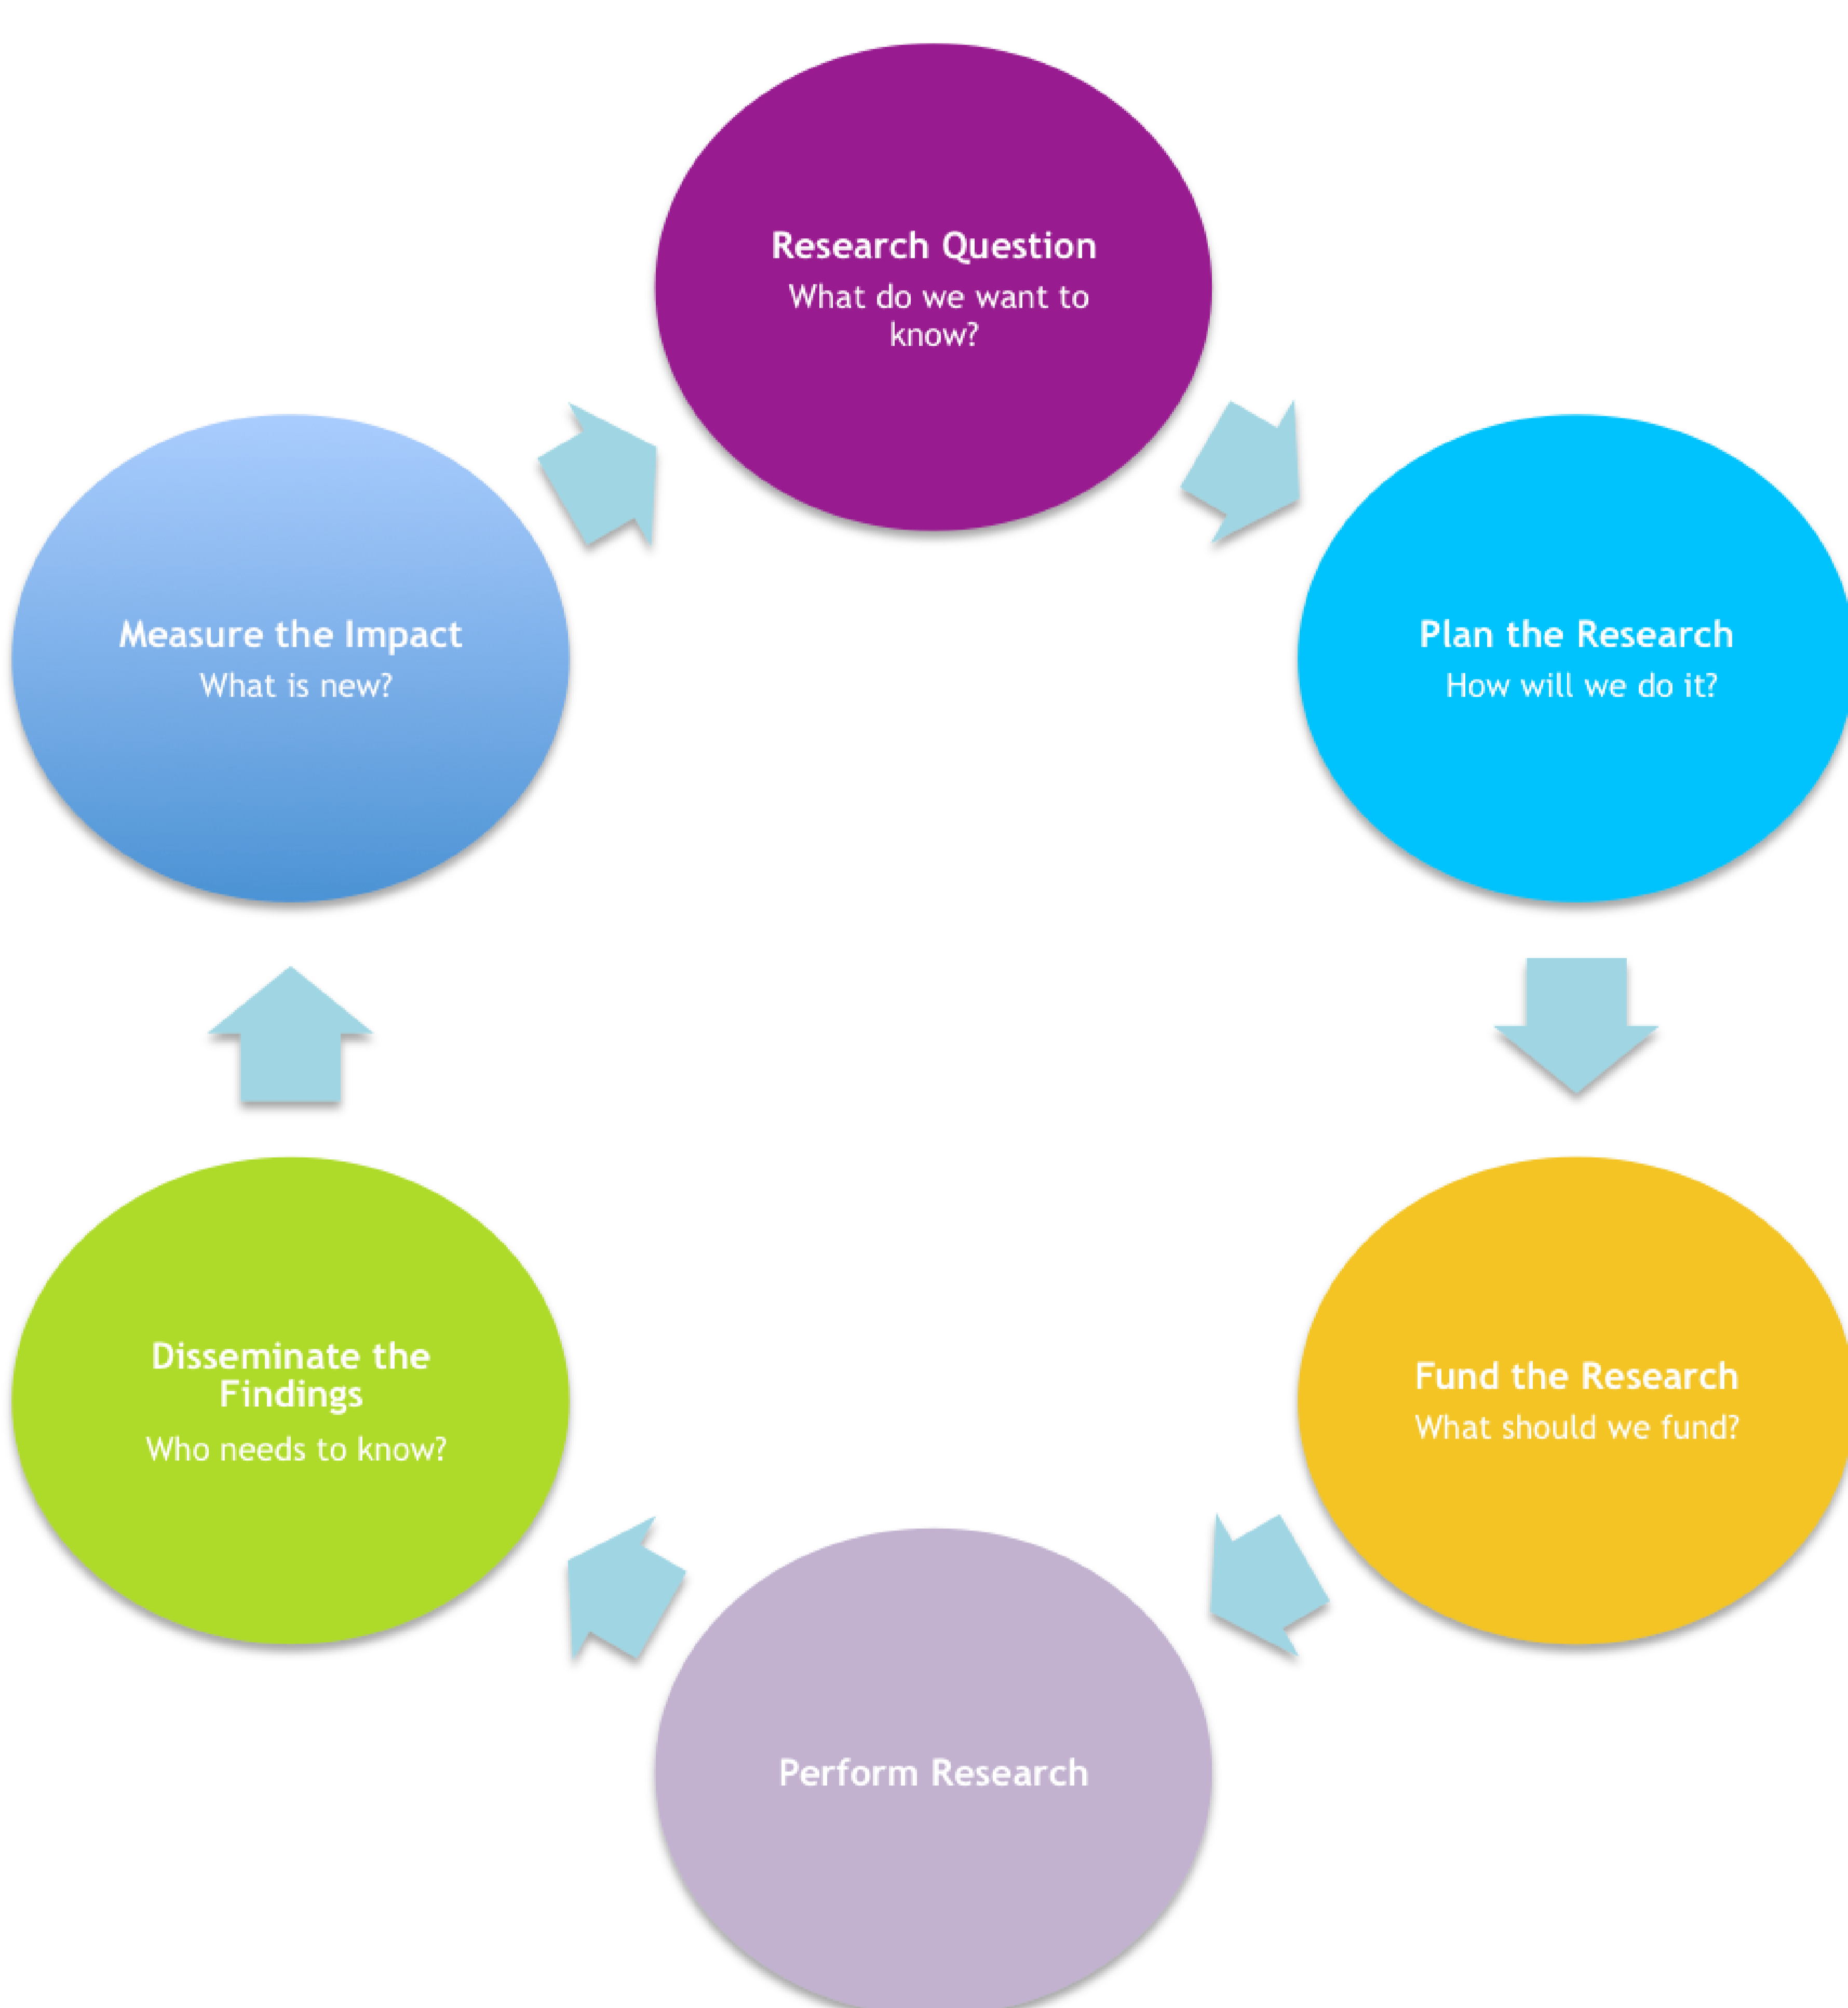 Research Question
What do we want to
know?
Plan the Research
How will we do it?
Fund the Research
What should we fund?
Perform Research
Disseminate the
Findings
Who needs to know?
Measure the Impact
What is new?